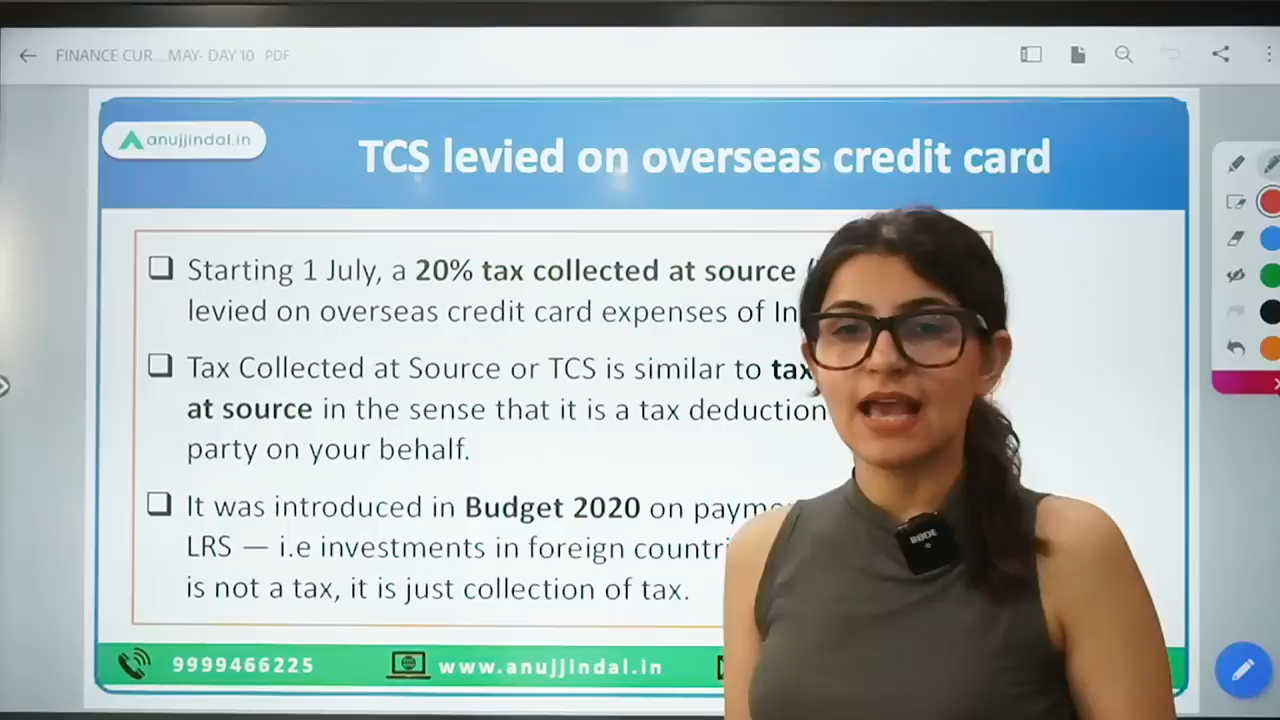 FINANCE CUR...MAY- DAY 10 PDF
anujjindal.in
TCS levied on overseas credit card
Starting 1 July, a 20% tax collected at source (
levied on overseas credit card expenses of In
Tax Collected at Source or TCS is similar to tax
at source in the sense that it is a tax deduction
party on your behalf.
It was introduced in Budget 2020 on payme
LRS — i.e investments in foreign countri
is not a tax, it is just collection of tax.
RØDE
9999466225 www.anujjindal.in